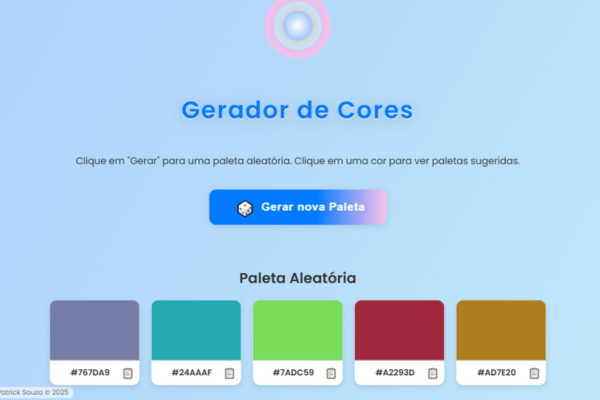 Gerador de Cores
Clique em "Gerar" para uma paleta aleatória. Clique em uma cor para ver paletas sugeridas.
Gerar nova Paleta
Paleta Aleatória
#767DA9
#24AAAF
#7ADC59
#A2293D
#AD7E20
Patrick Souza © 2025